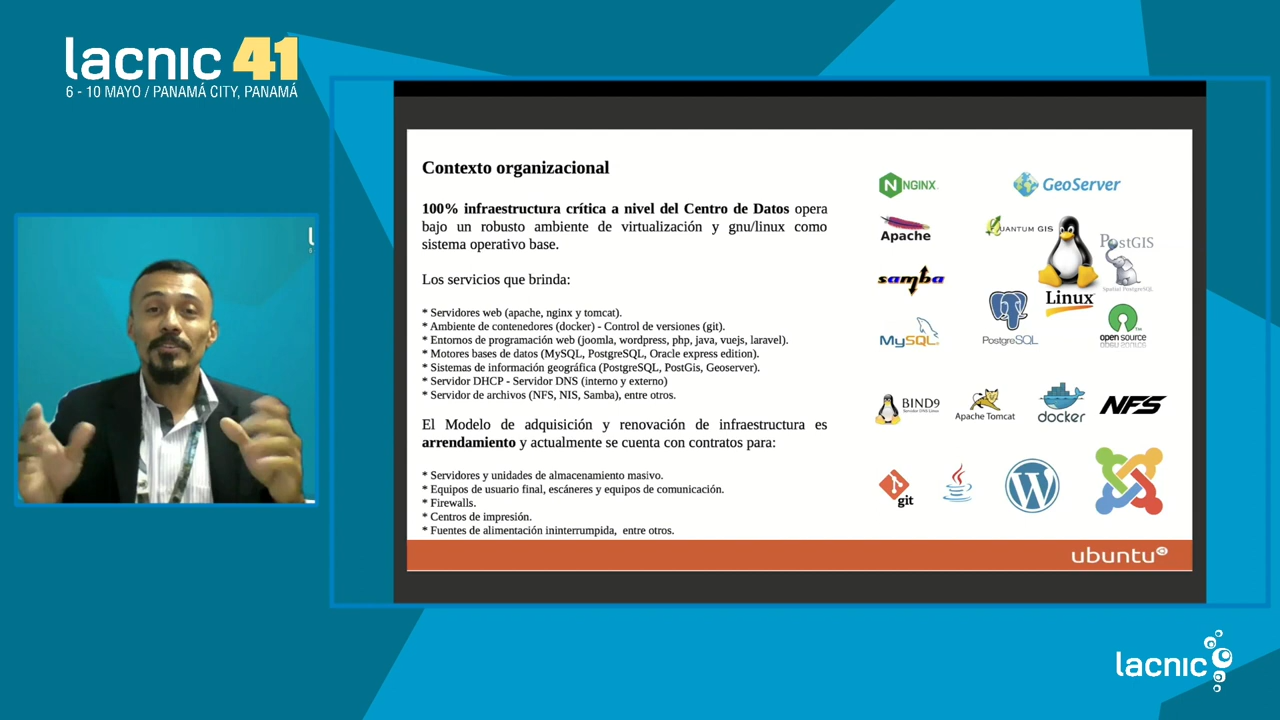 lacnic 41
6 - 10 MAYO / PANAMÁ CITY, PANAMÁ
Contexto organizacional
100% infraestructura crítica a nivel del Centro de Datos opera
bajo un robusto ambiente de virtualización y gnu/linux como
sistema operativo base.
Los servicios que brinda:
* Servidores web (apache, nginx y tomcat).
* Ambiente de contenedores (docker) - Control de versiones (git).
* Entornos de programación web (joomla, wordpress, php, java, vuejs, laravel).
* Motores bases de datos (MySQL, PostgreSQL, Oracle express edition).
* Sistemas de información geográfica (PostgreSQL, PostGis, Geoserver).
* Servidor DHCP - Servidor DNS (interno y externo)
* Servidor de archivos (NFS, NIS, Samba), entre otros.
El Modelo de adquisición y renovación de infraestructura es
arrendamiento y actualmente se cuenta con contratos para:
* Servidores y unidades de almacenamiento masivo.
* Equipos de usuario final, escáneres y equipos de comunicación.
* Firewalls.
* Centros de impresión.
* Fuentes de alimentación ininterrumpida, entre otros.
NGINX
GeoServer
Apache
QUANTUM GIS
PostGIS
Spatial PostgreSQL
samba
Linux
MySQL
PostgreSQL
open source
BIND9
Servidor DNS Linux
Apache Tomcat
docker
NFS
git
ubuntu
lacnic